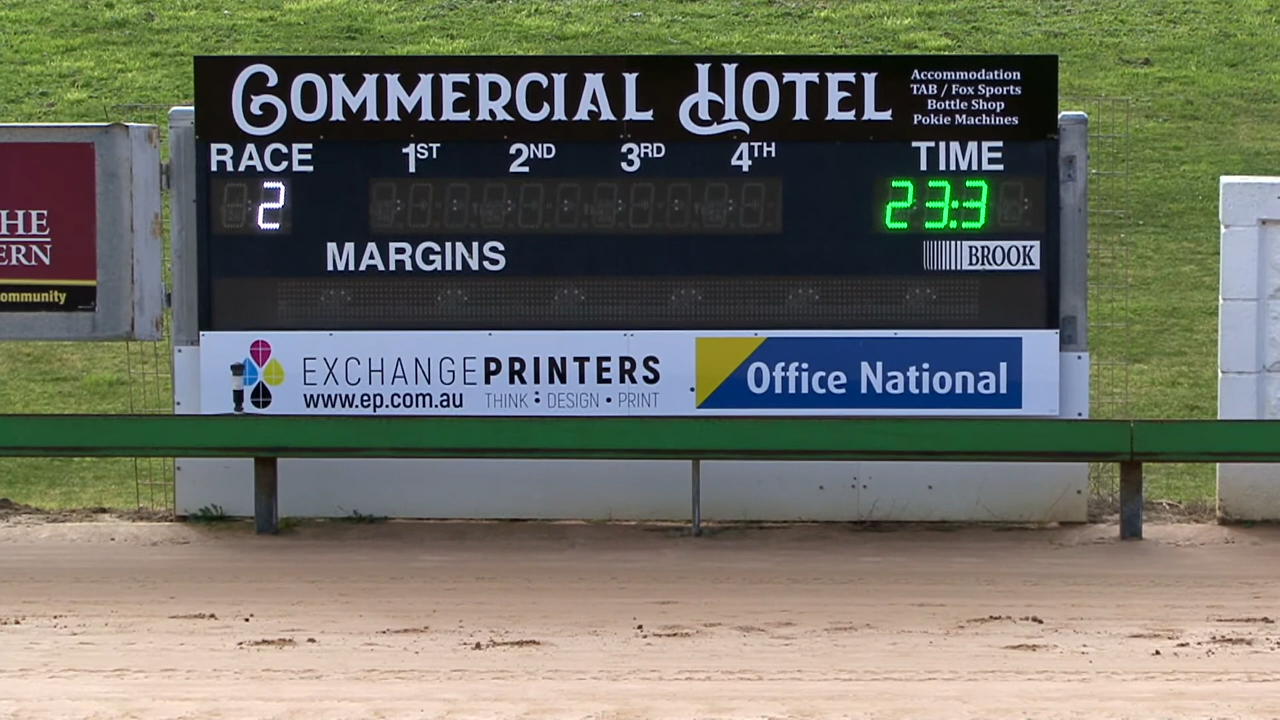 COMMERCIAL HOTEL
Accommodation
TAB / Fox Sports
Bottle Shop
Pokie Machines
RACE 1ST 2ND 3RD 4TH TIME
2 23:3
MARGINS
BROOK
HE
ERN
ommunity
EXCHANGEPRINTERS
www.ep.com.au THINK • DESIGN • PRINT
Office National